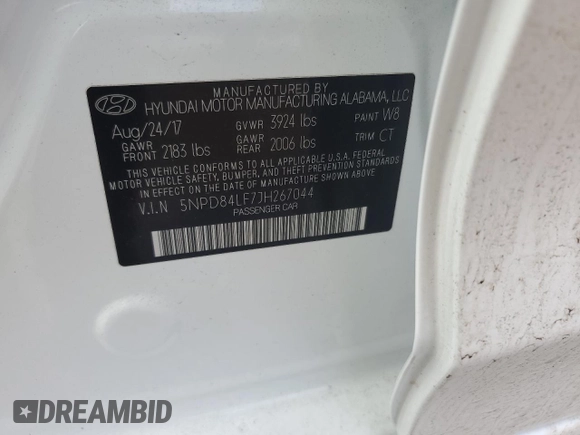 MANUFACTURED BY
HYUNDAI MOTOR MANUFACTURING ALABAMA, LLC
Aug/24/17 GVWR 3924 lbs PAINT W8
GAWR FRONT 2183 lbs GAWR REAR 2006 lbs TRIM CT
THIS VEHICLE CONFORMS TO ALL APPLICABLE U.S.A. FEDERAL
MOTOR VEHICLE SAFETY, BUMPER, AND THEFT PREVENTION STANDARDS
IN EFFECT ON THE DATE OF MANUFACTURE SHOWN ABOVE.
V.I.N 5NPD84LF7JH267044
PASSENGER CAR
DREAMBID